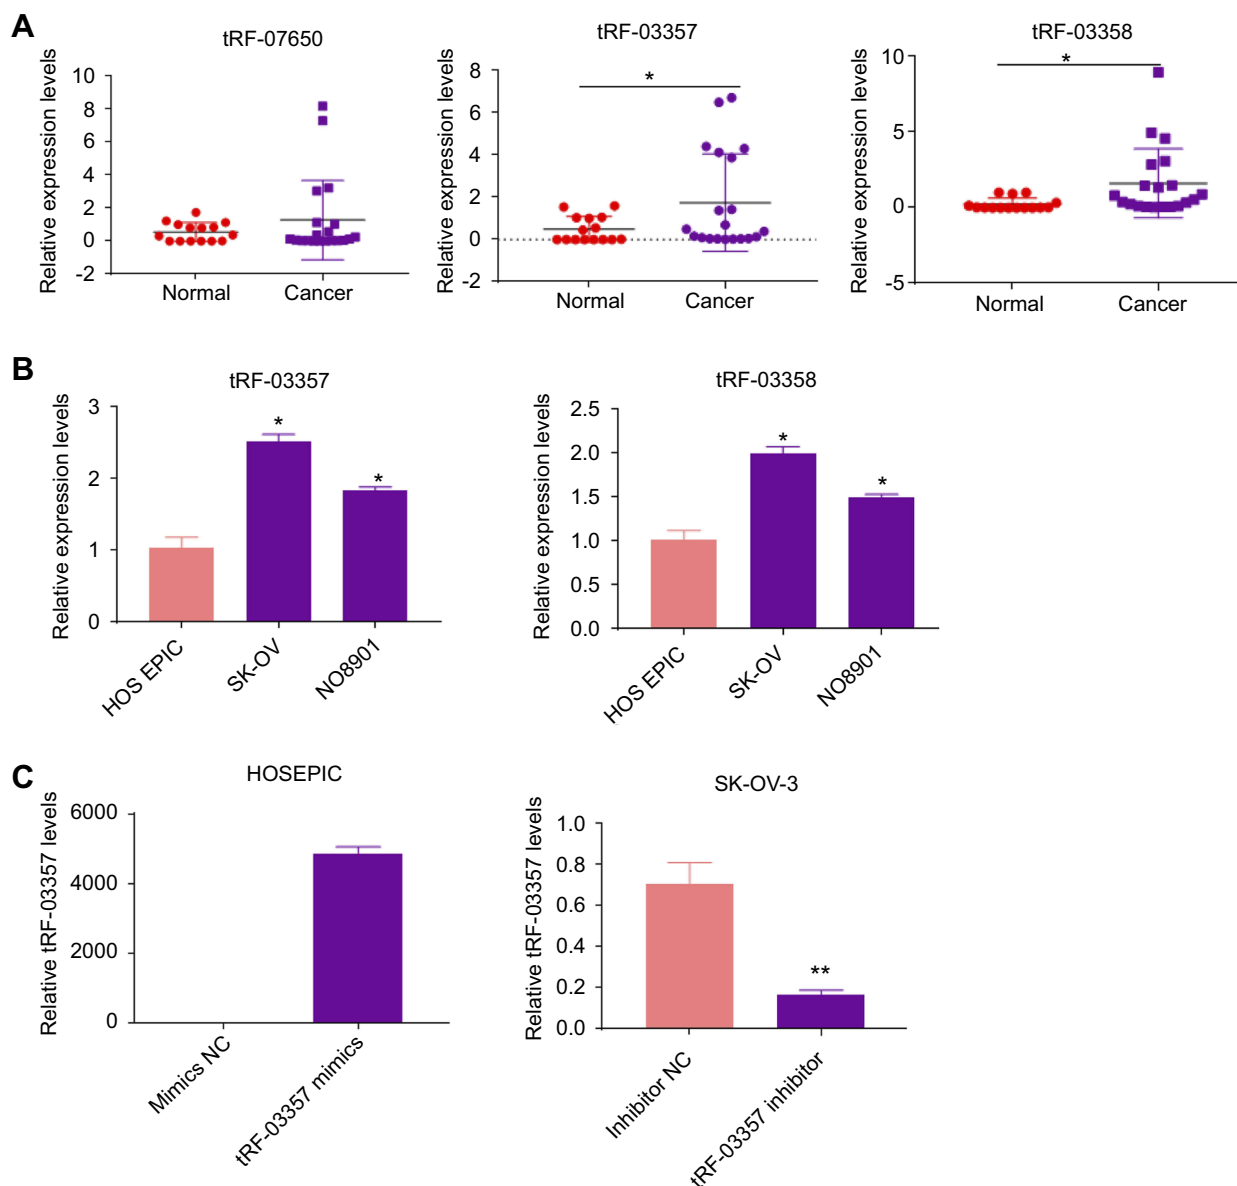 A
tRF-07650
Relative expression levels
10
8
6
4
2
0
-2
Normal
Cancer
tRF-03357
Relative expression levels
*
8
6
4
2
0
-2
Normal
Cancer
tRF-03358
Relative expression levels
*
10
5
0
-5
Normal
Cancer
B
tRF-03357
Relative expression levels
3
2
1
0
*
*
HOS EPIC
SK-OV
NO8901
tRF-03358
Relative expression levels
2.5
2.0
1.5
1.0
0.5
0.0
*
*
HOS EPIC
SK-OV
NO8901
C
HOSEPIC
Relative tRF-03357 levels
6000
4000
2000
0
Mimics NC
tRF-03357 mimics
SK-OV-3
Relative tRF-03357 levels
1.0
0.8
0.6
0.4
0.2
0.0
**
Inhibitor NC
tRF-03357 inhibitor